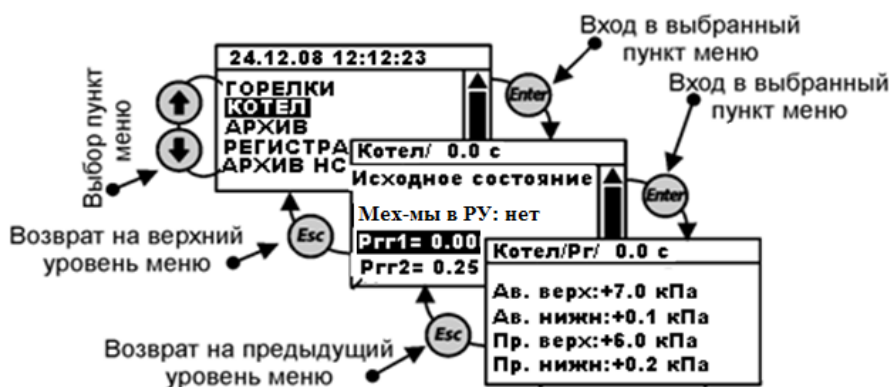 Вход в выбранный
пункт меню
24.12.08 12:12:23
ГОРЕЛКИ
КОТЕЛ
АРХИВ
РЕГИСТРА
АРХИВ НС
Enter
Вход в выбранный
пункт меню
Выбор пункт
меню
Котел/ 0.0 с
Исходное состояние
Мех-мы в РУ: нет
Pгг1= 0.00
Pгг2= 0.25
Enter
Возврат на верхний
уровень меню
Esc
Котел/Рг/ 0.0 с
Ав. верх:+7.0 кПа
Ав. нижн:+0.1 кПа
Пр. верх:+6.0 кПа
Пр. нижн:+0.2 кПа
Esc
Возврат на предыдущий
уровень меню